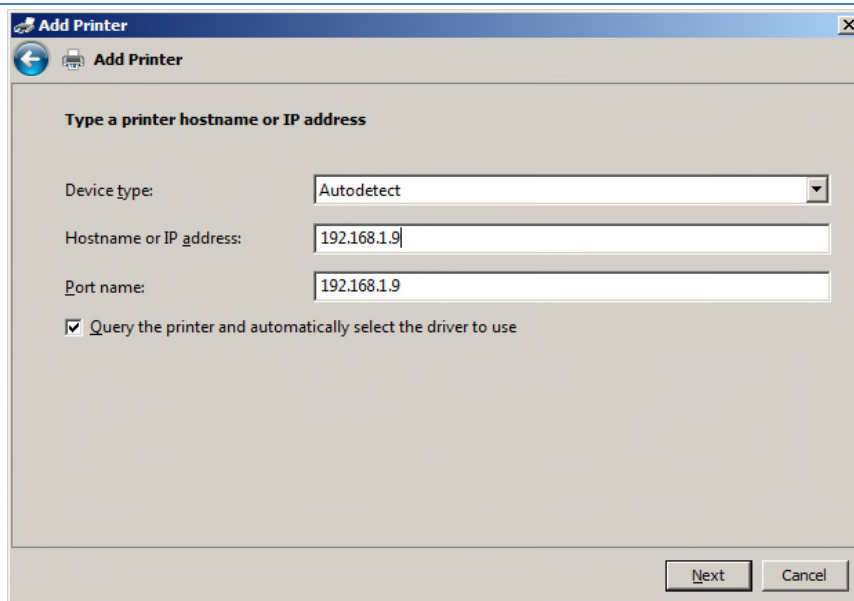 Add Printer
Add Printer
Type a printer hostname or IP address
Device type: Autodetect
Hostname or IP address: 192.168.1.9
Port name: 192.168.1.9
Query the printer and automatically select the driver to use
Next Cancel